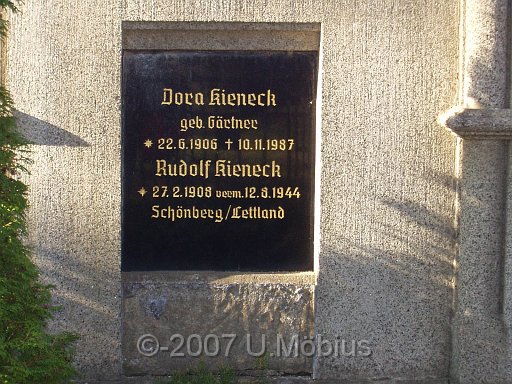 Dora Kieneck
geb. Gärtner
* 22.6.1906 † 10.11.1987
Rudolf Kieneck
* 27.2.1908 verm. 12.8.1944
Schönberg/Lettland
©-2007 U.Möbius